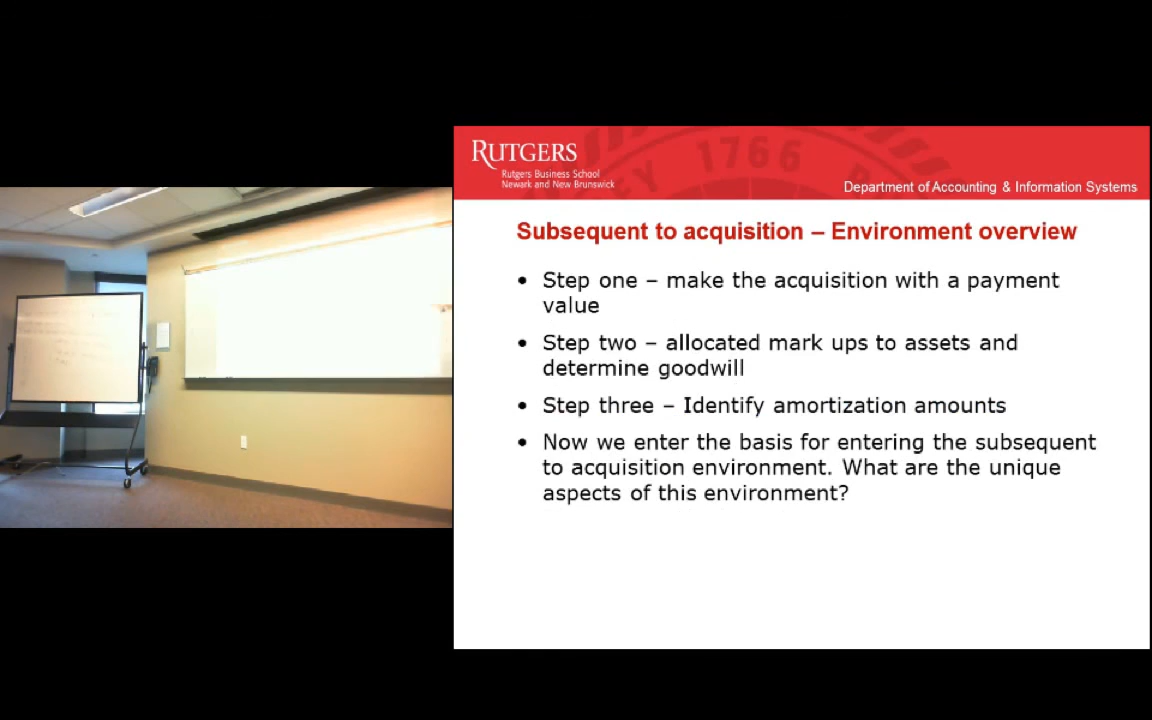 RUTGERS
Rutgers Business School
Newark and New Brunswick
1766
Department of Accounting & Information Systems
Subsequent to acquisition – Environment overview
• Step one – make the acquisition with a payment
value
• Step two – allocated mark ups to assets and
determine goodwill
• Step three – Identify amortization amounts
• Now we enter the basis for entering the subsequent
to acquisition environment. What are the unique
aspects of this environment?